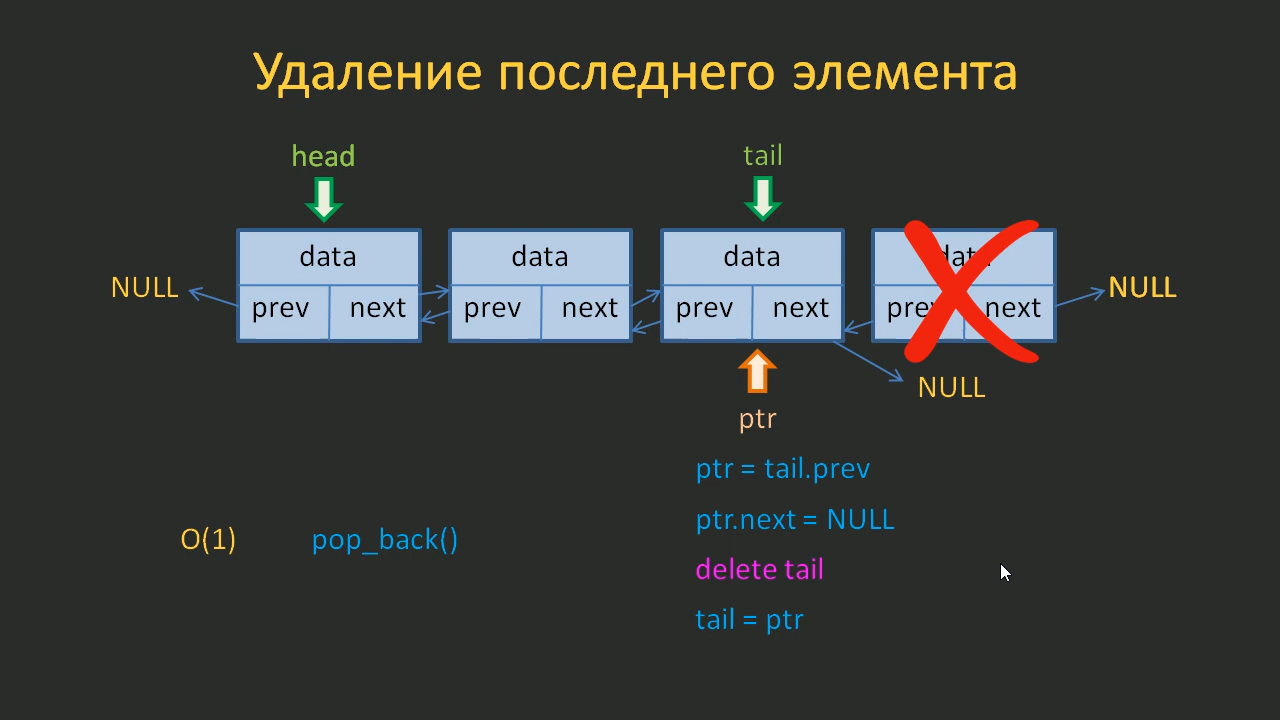 Удаление последнего элемента
head
tail
data
data
data
data
NULL
prev
next
prev
next
prev
next
prev
next
NULL
NULL
ptr
ptr = tail.prev
ptr.next = NULL
O(1)
pop_back()
delete tail
tail = ptr